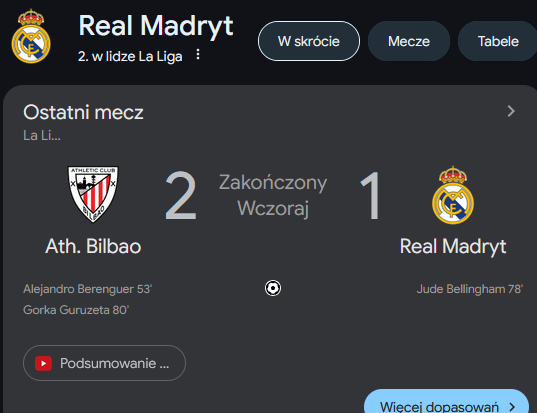 Real Madryt
2. w lidze La Liga
W skrócie
Mecze
Tabele
Ostatni mecz
La Li...
ATHLETIC CLUB
BILBAO
2 Zakończony 1
Wczoraj
Ath. Bilbao
Real Madryt
Alejandro Berenguer 53'
Jude Bellingham 78'
Gorka Guruzeta 80'
Podsumowanie ...
Więcej dopasowań